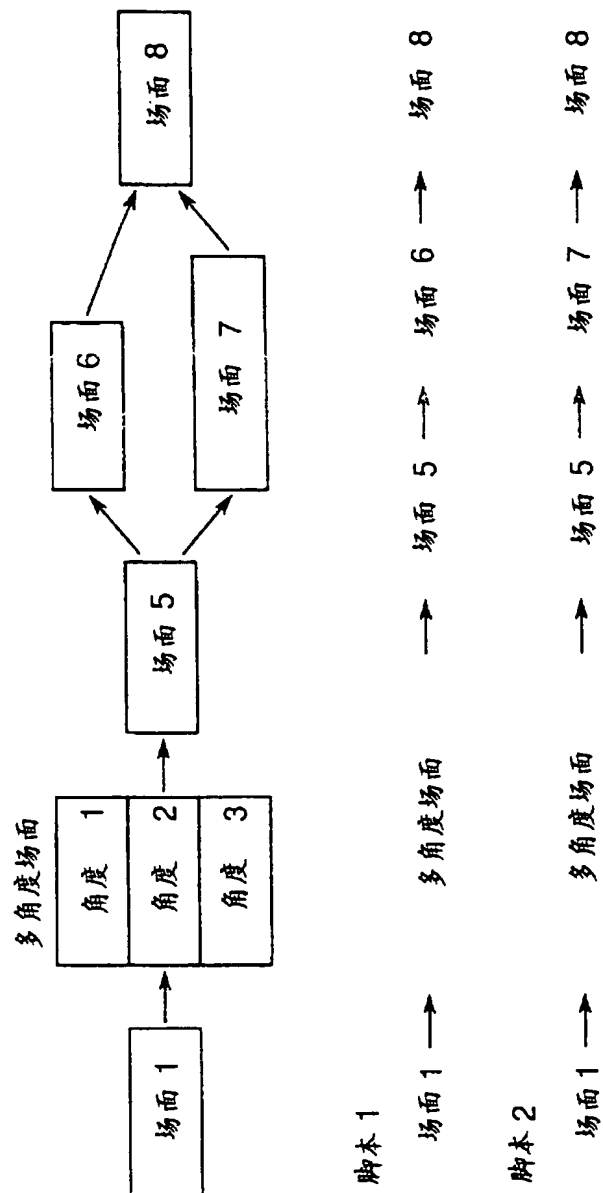 多角度场面
场面 1
角度 1
角度 2
角度 3
场面 5
场面 6
场面 7
场面 8
脚本 1
场面 1 → 多角度场面 → 场面 5 → 场面 6 → 场面 8
脚本 2
场面 1 → 多角度场面 → 场面 5 → 场面 7 → 场面 8